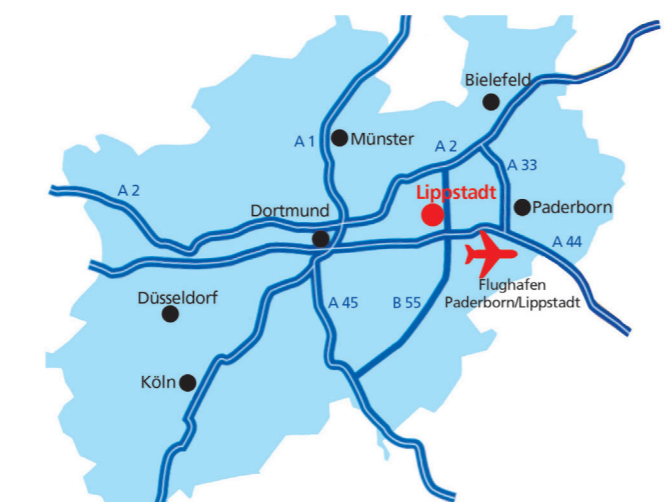 Bielefeld
A 1
Münster
A 2
A 33
A 2
Lippstadt
Dortmund
Paderborn
A 44
Flughafen
Paderborn/Lippstadt
Düsseldorf
A 45
B 55
Köln